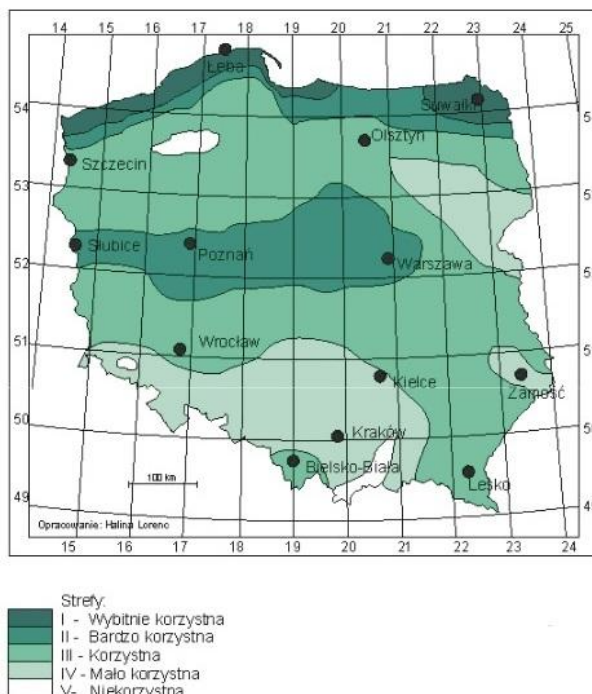 14 15 16 17 18 19 20 21 22 23 24 25
Łeba
54
Suwałki
Olsztyn
Szczecin
53
Słubice
Poznań
Warszawa
52
51
Wrocław
Kielce
Zamość
50
Kraków
Bielsko-Biała
Lesko
100 km
49
Opracowanie: Halina Lorenc
15 16 17 18 19 20 21 22 23 24
Strefy:
I - Wybitnie korzystna
II - Bardzo korzystna
III - Korzystna
IV - Mało korzystna
V- Niekorzystna